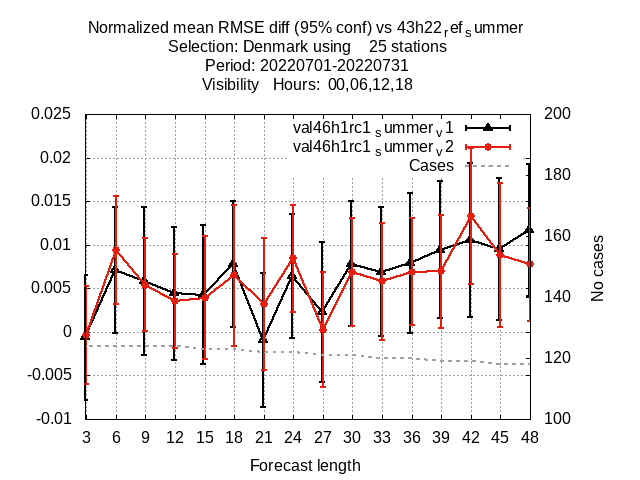 Normalized mean RMSE diff (95% conf) vs 43h22refsummer
Selection: Denmark using 25 stations
Period: 20220701-20220731
Visibility Hours: 00,06,12,18
val46h1rc1summerv1
val46h1rc1summerv2
Cases
0.025
0.02
0.015
0.01
0.005
0
-0.005
-0.01
200
180
160
140
120
100
No cases
3 6 9 12 15 18 21 24 27 30 33 36 39 42 45 48
Forecast length